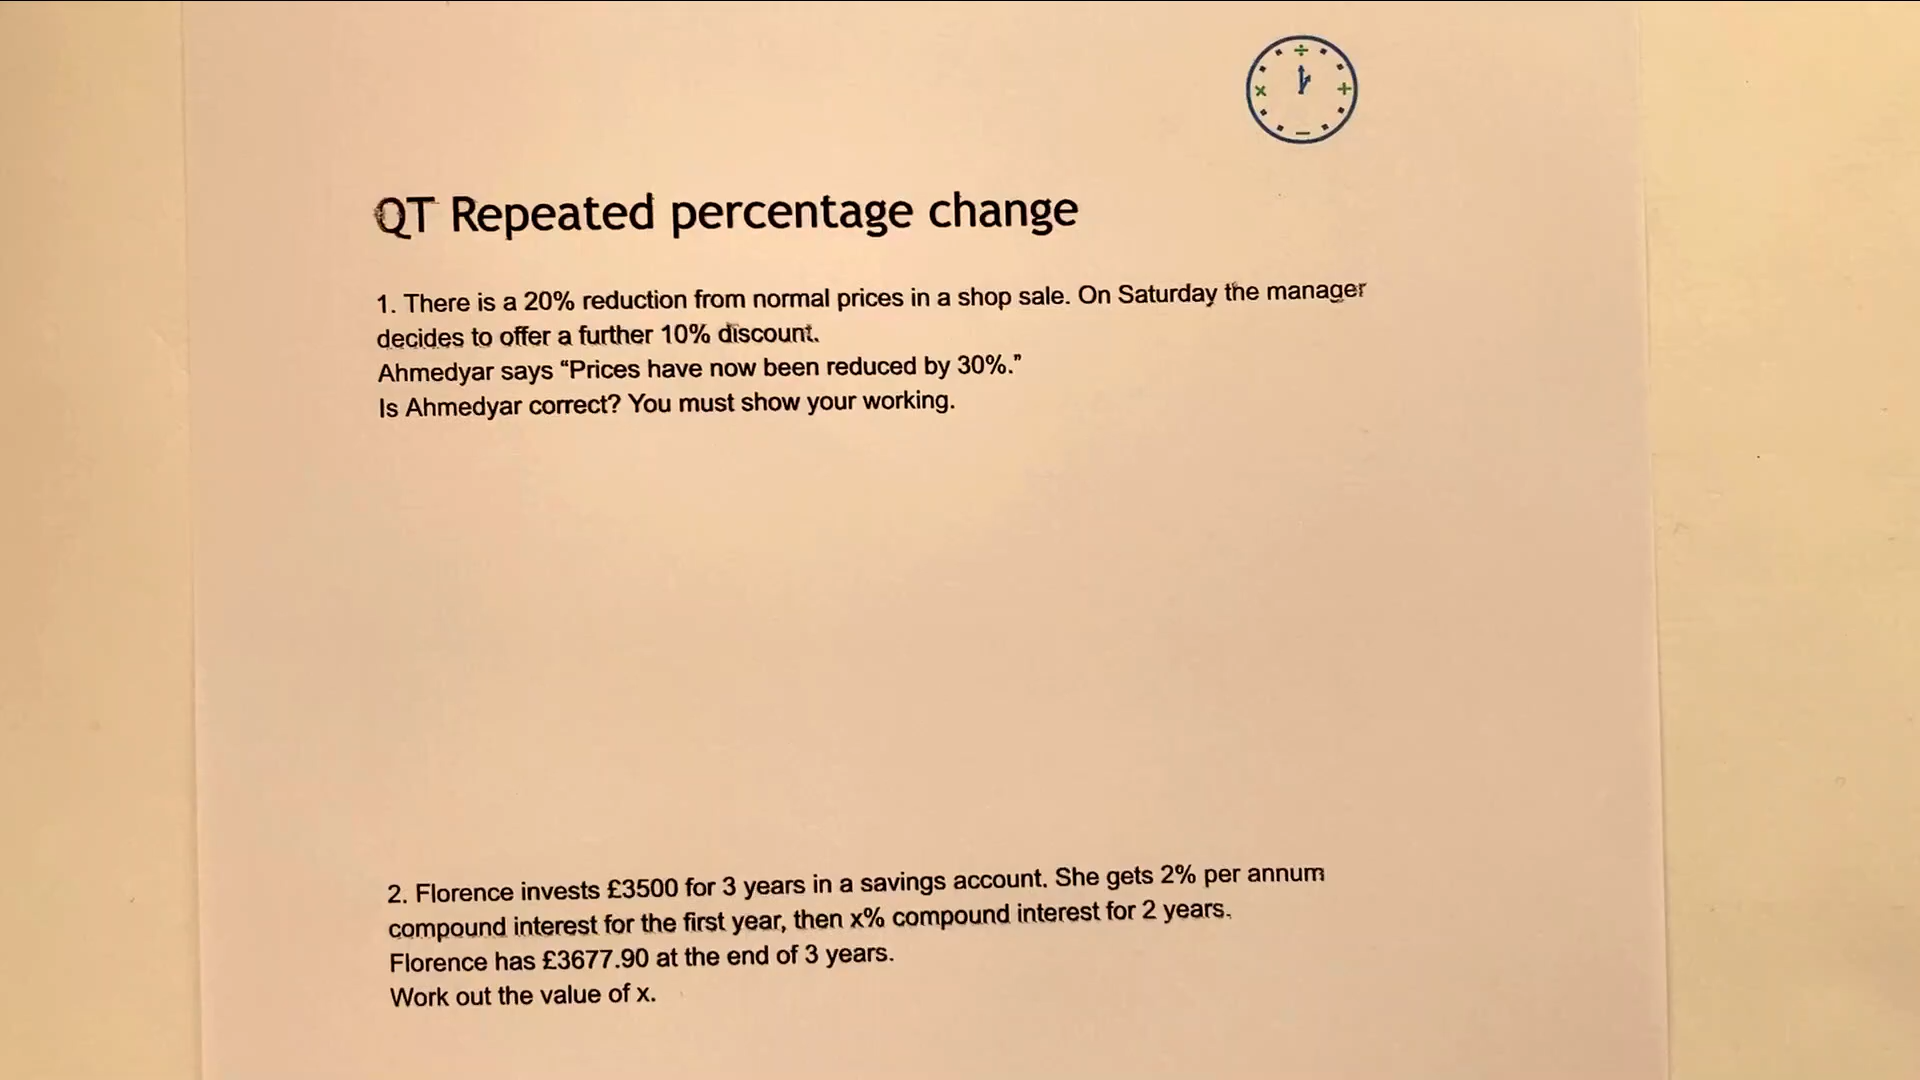 QT Repeated percentage change
1. There is a 20% reduction from normal prices in a shop sale. On Saturday the manager
decides to offer a further 10% discount.
Ahmedyar says “Prices have now been reduced by 30%.”
Is Ahmedyar correct? You must show your working.
2. Florence invests £3500 for 3 years in a savings account. She gets 2% per annum
compound interest for the first year, then x% compound interest for 2 years.
Florence has £3677.90 at the end of 3 years.
Work out the value of x.